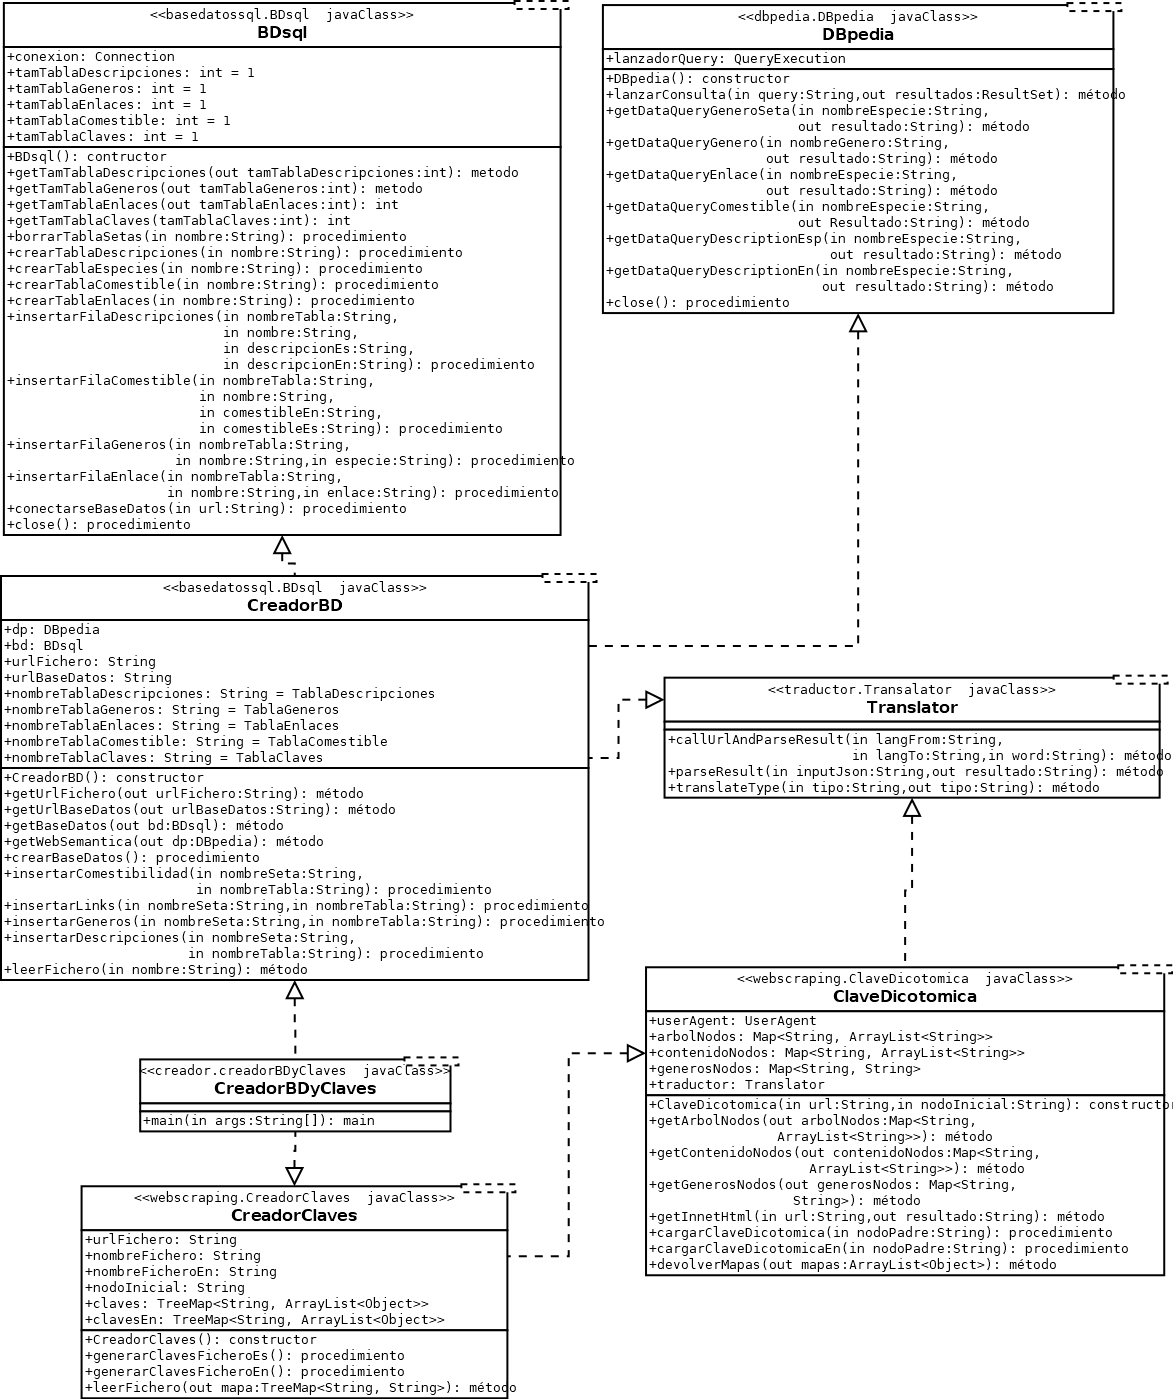 <<basedatossql.BDsql  javaClass>>
BDsql
+conexion: Connection
+tamTablaDescripciones: int = 1
+tamTablaGeneros: int = 1
+tamTablaEnlaces: int = 1
+tamTablaComestible: int = 1
+tamTablaClaves: int = 1
+BDsql(): contructor
+getTamTablaDescripciones(out tamTablaDescripciones:int): metodo
+getTamTablaGeneros(out tamTablaGeneros:int): metodo
+getTamTablaEnlaces(out tamTablaEnlaces:int): int
+getTamTablaClaves(tamTablaClaves:int): int
+borrarTablaSetas(in nombre:String): procedimiento
+crearTablaDescripciones(in nombre:String): procedimiento
+crearTablaEspecies(in nombre:String): procedimiento
+crearTablaComestible(in nombre:String): procedimiento
+crearTablaEnlaces(in nombre:String): procedimiento
+insertarFilaDescripciones(in nombreTabla:String,
in nombre:String,
in descripcionEs:String,
in descripcionEn:String): procedimiento
+insertarFilaComestible(in nombreTabla:String,
in nombre:String,
in comestibleEn:String,
in comestibleEs:String): procedimiento
+insertarFilaGeneros(in nombreTabla:String,
in nombre:String,in especie:String): procedimiento
+insertarFilaEnlace(in nombreTabla:String,
in nombre:String,in enlace:String): procedimiento
+conectarseBaseDatos(in url:String): procedimiento
+close(): procedimiento
<<dbpedia.DBpedia  javaClass>>
DBpedia
+lanzadorQuery: QueryExecution
+DBpedia(): constructor
+lanzarConsulta(in query:String,out resultados:ResultSet): método
+getDataQueryGeneroSeta(in nombreEspecie:String,
out resultado:String): método
+getDataQueryGenero(in nombreGenero:String,
out resultado:String): método
+getDataQueryEnlace(in nombreEspecie:String,
out resultado:String): método
+getDataQueryComestible(in nombreEspecie:String,
out Resultado:String): método
+getDataQueryDescriptionEsp(in nombreEspecie:String,
out resultado:String): método
+getDataQueryDescriptionEn(in nombreEspecie:String,
out resultado:String): método
+close(): procedimiento
<<basedatossql.BDsql  javaClass>>
CreadorBD
+dp: DBpedia
+bd: BDsql
+urlFichero: String
+urlBaseDatos: String
+nombreTablaDescripciones: String = TablaDescripciones
+nombreTablaGeneros: String = TablaGeneros
+nombreTablaEnlaces: String = TablaEnlaces
+nombreTablaComestible: String = TablaComestible
+nombreTablaClaves: String = TablaClaves
+CreadorBD(): constructor
+getUrlFichero(out urlFichero:String): método
+getUrlBaseDatos(out urlBaseDatos:String): método
+getBaseDatos(out bd:BDsql): método
+getWebSemantica(out dp:DBpedia): método
+crearBaseDatos(): procedimiento
+insertarComestibilidad(in nombreSeta:String,
in nombreTabla:String): procedimiento
+insertarLinks(in nombreSeta:String,in nombreTabla:String): procedimiento
+insertarGeneros(in nombreSeta:String,in nombreTabla:String): procedimiento
+insertarDescripciones(in nombreSeta:String,
in nombreTabla:String): procedimiento
+leerFichero(in nombre:String): método
<<traductor.Transalator  javaClass>>
Translator
+callUrlAndParseResult(in langFrom:String,
in langTo:String,in word:String): método
+parseResult(in inputJson:String,out resultado:String): método
+translateType(in tipo:String,out tipo:String): método
<<webscraping.ClaveDicotomica  javaClass>>
ClaveDicotomica
+userAgent: UserAgent
+arbolNodos: Map<String, ArrayList<String>>
+contenidoNodos: Map<String, ArrayList<String>>
+generosNodos: Map<String, String>
+traductor: Translator
+ClaveDicotomica(in url:String,in nodoInicial:String): constructor
+getArbolNodos(out arbolNodos:Map<String,
ArrayList<String>>): método
+getContenidoNodos(out contenidoNodos:Map<String,
ArrayList<String>>): método
+getGenerosNodos(out generosNodos: Map<String,
String>): método
+getInnetHtml(in url:String,out resultado:String): método
+cargarClaveDicotomica(in nodoPadre:String): procedimiento
+cargarClaveDicotomicaEn(in nodoPadre:String): procedimiento
+devolverMapas(out mapas:ArrayList<Object>): método
<<creador.creadorBDyClaves  javaClass>>
CreadorBDyClaves
+main(in args:String[]): main
<<webscraping.CreadorClaves  javaClass>>
CreadorClaves
+urlFichero: String
+nombreFichero: String
+nombreFicheroEn: String
+nodoInicial: String
+claves: TreeMap<String, ArrayList<Object>>
+clavesEn: TreeMap<String, ArrayList<Object>>
+CreadorClaves(): constructor
+generarClavesFicheroEs(): procedimiento
+generarClavesFicheroEn(): procedimiento
+leerFichero(out mapa:TreeMap<String, String>): método